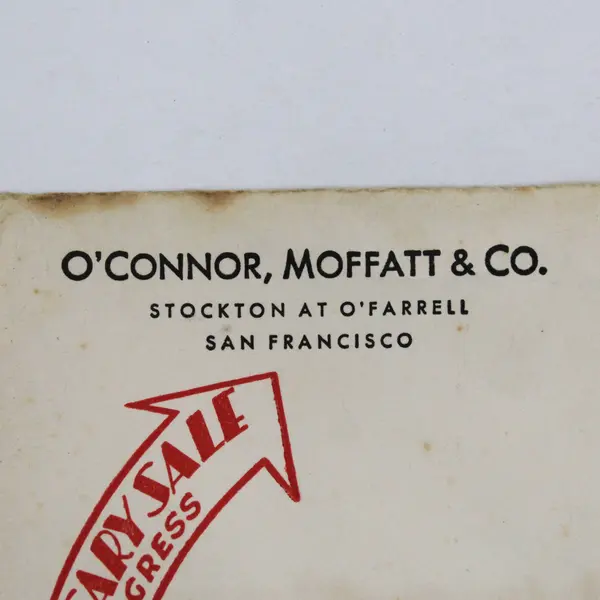 O'CONNOR, MOFFATT & CO.
STOCKTON AT O'FARRELL
SAN FRANCISCO
SALE